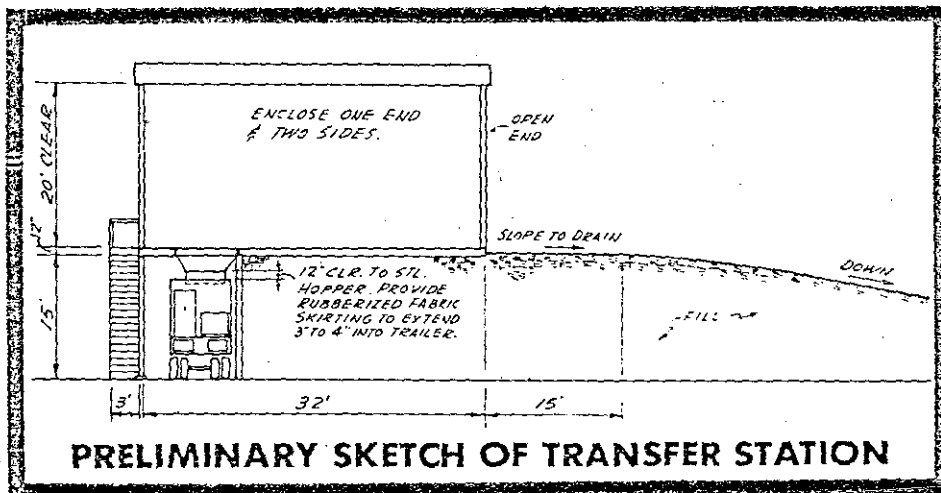 ENCLOSE ONE END
& TWO SIDES.
OPEN
END
20' CLEAR
12"
SLOPE TO DRAIN
12" CLR. TO STL.
HOPPER. PROVIDE
RUBBERIZED FABRIC
SKIRTING TO EXTEND
3" TO 4" INTO TRAILER.
DOWN
FILL
15'
3'
32'
15'
PRELIMINARY SKETCH OF TRANSFER STATION